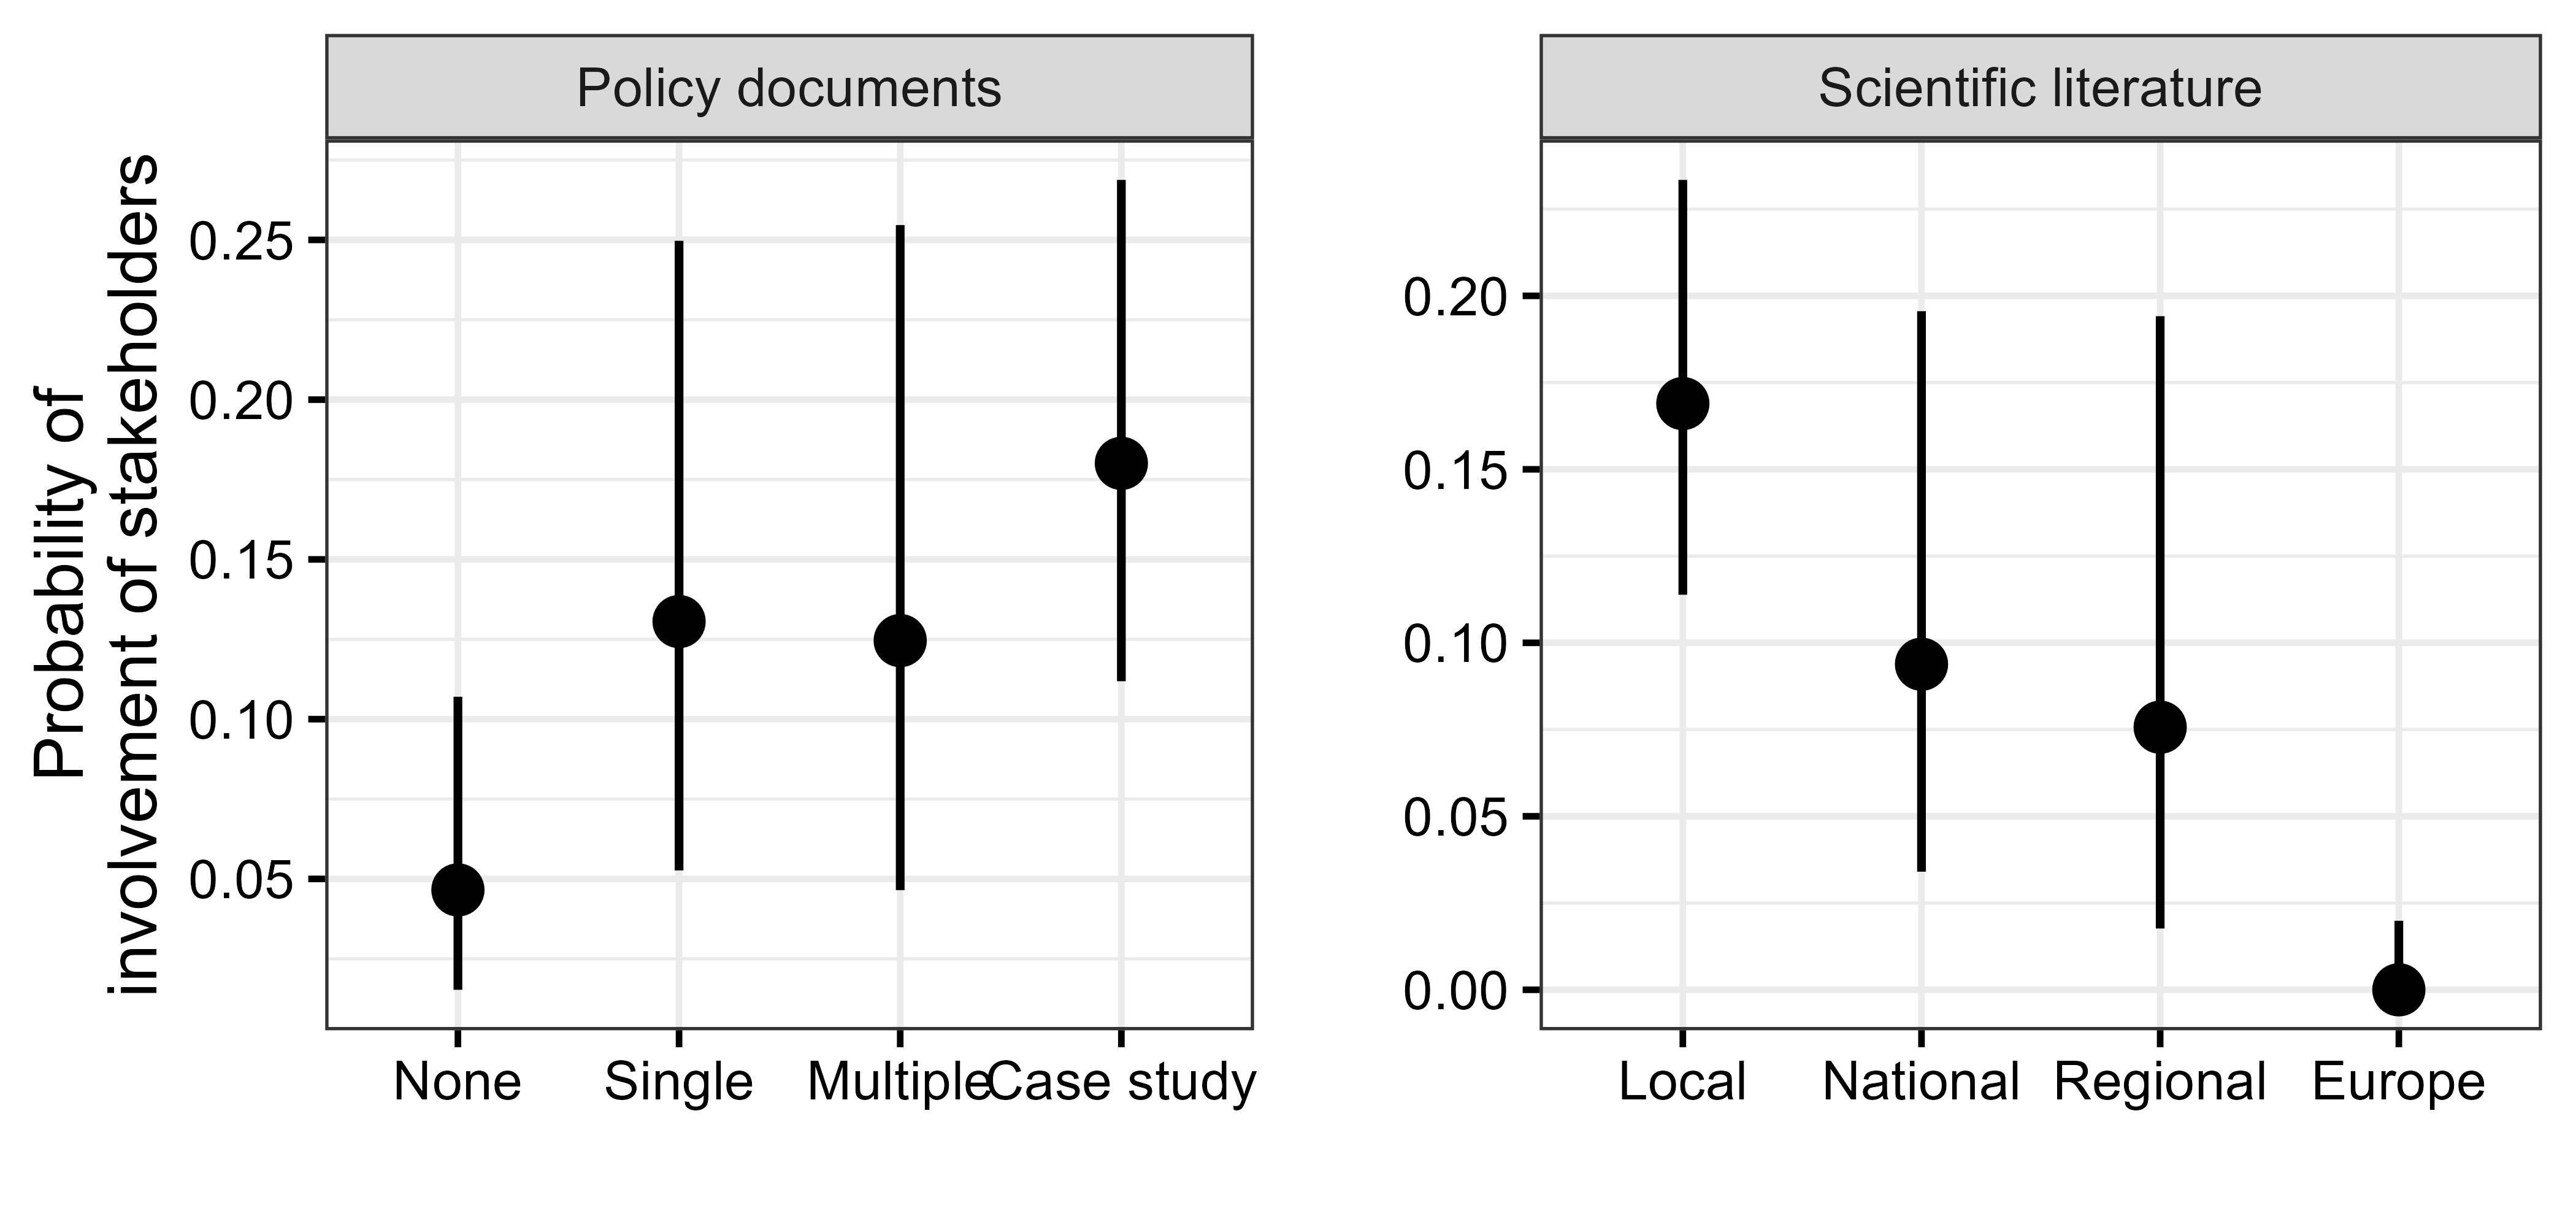 Policy documents
Scientific literature
Probability of
involvement of stakeholders
0.25
0.20
0.15
0.10
0.05
None Single Multiple Case study
0.20
0.15
0.10
0.05
0.00
Local National Regional Europe